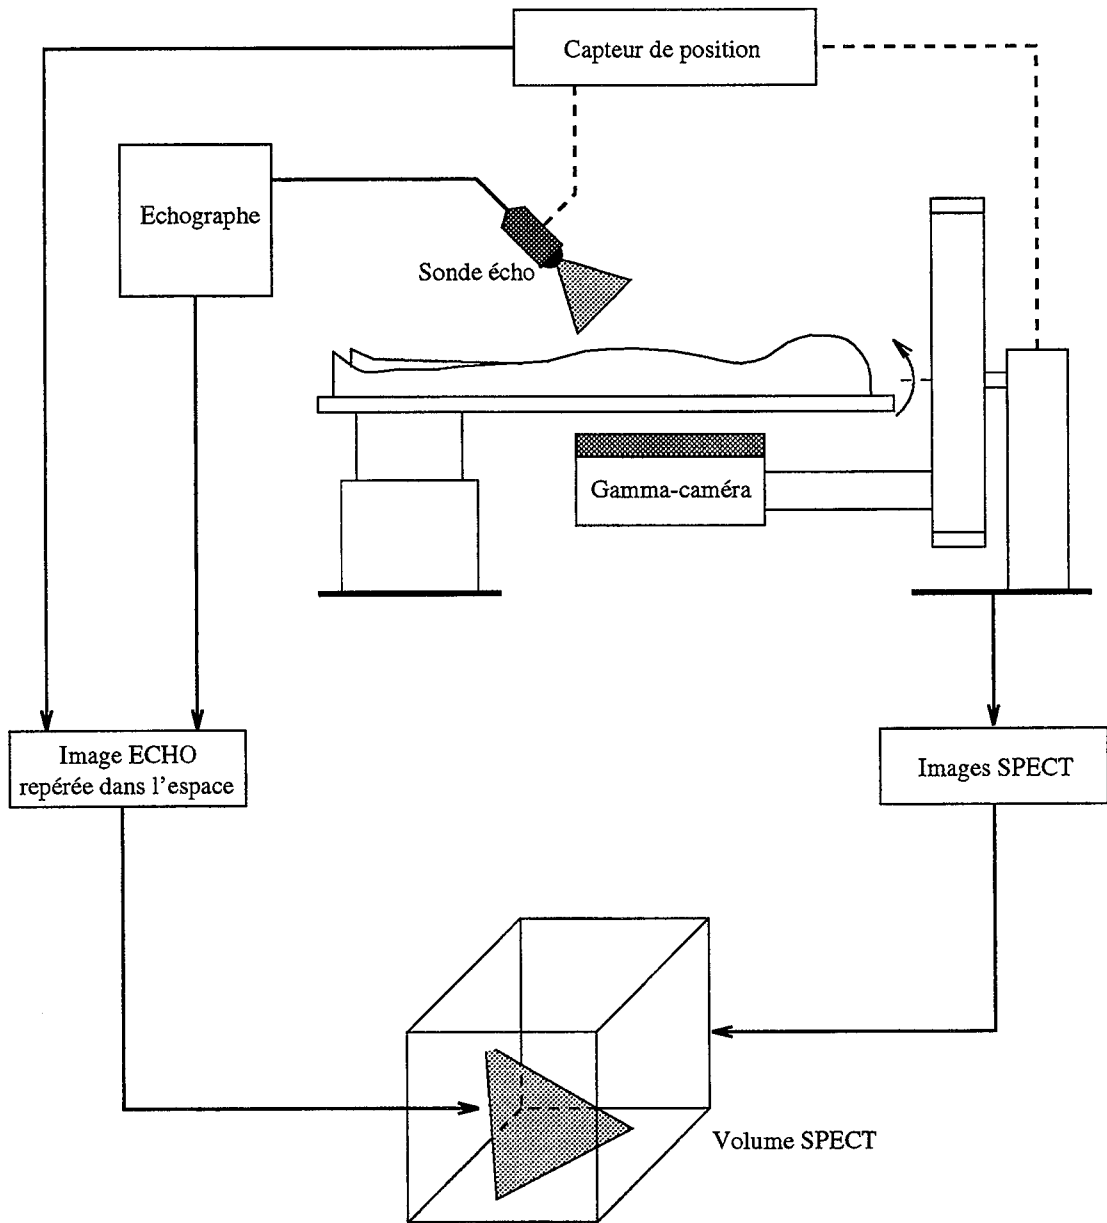 Capteur de position
Echographe
Sonde écho
Gamma-caméra
Image ECHO
repérée dans l'espace
Images SPECT
Volume SPECT